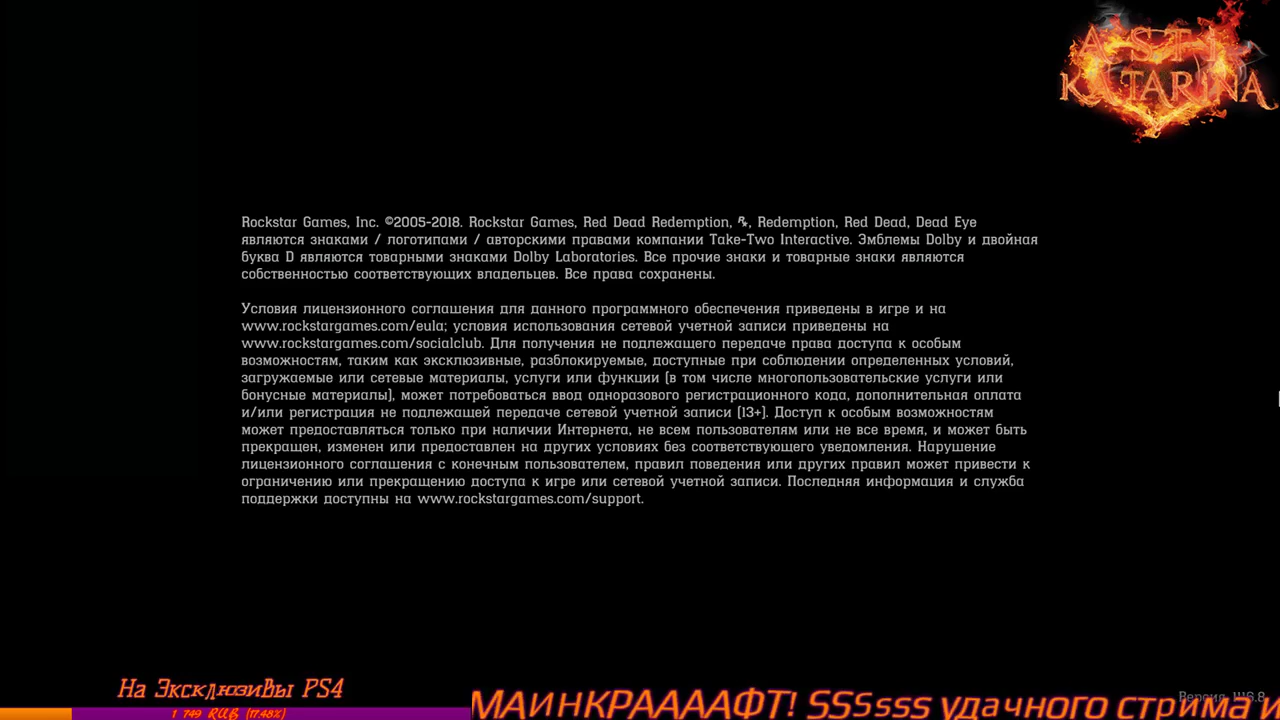 ASTI
KATARINA
Rockstar Games, Inc. ©2005-2018. Rockstar Games, Red Dead Redemption, R*, Redemption, Red Dead, Dead Eye
являются знаками / логотипами / авторскими правами компании Take-Two Interactive. Эмблемы Dolby и двойная
буква D являются товарными знаками Dolby Laboratories. Все прочие знаки и товарные знаки являются
собственностью соответствующих владельцев. Все права сохранены.
Условия лицензионного соглашения для данного программного обеспечения приведены в игре и на
www.rockstargames.com/eula; условия использования сетевой учетной записи приведены на
www.rockstargames.com/socialclub. Для получения не подлежащего передаче права доступа к особым
возможностям, таким как эксклюзивные, разблокируемые, доступные при соблюдении определенных условий,
загружаемые или сетевые материалы, услуги или функции (в том числе многопользовательские услуги или
бонусные материалы), может потребоваться ввод одноразового регистрационного кода, дополнительная оплата
и/или регистрация не подлежащей передаче сетевой учетной записи (13+). Доступ к особым возможностям
может предоставляться только при наличии Интернета, не всем пользователям или не все время, и может быть
прекращен, изменен или предоставлен на других условиях без соответствующего уведомления. Нарушение
лицензионного соглашения с конечным пользователем, правил поведения или других правил может привести к
ограничению или прекращению доступа к игре или сетевой учетной записи. Последняя информация и служба
поддержки доступны на www.rockstargames.com/support.
На Эксклюзивы PS4
1 749 RUB (17.48%)
МАИНКРААААФТ! SSSssss удачного стрима и
Версия